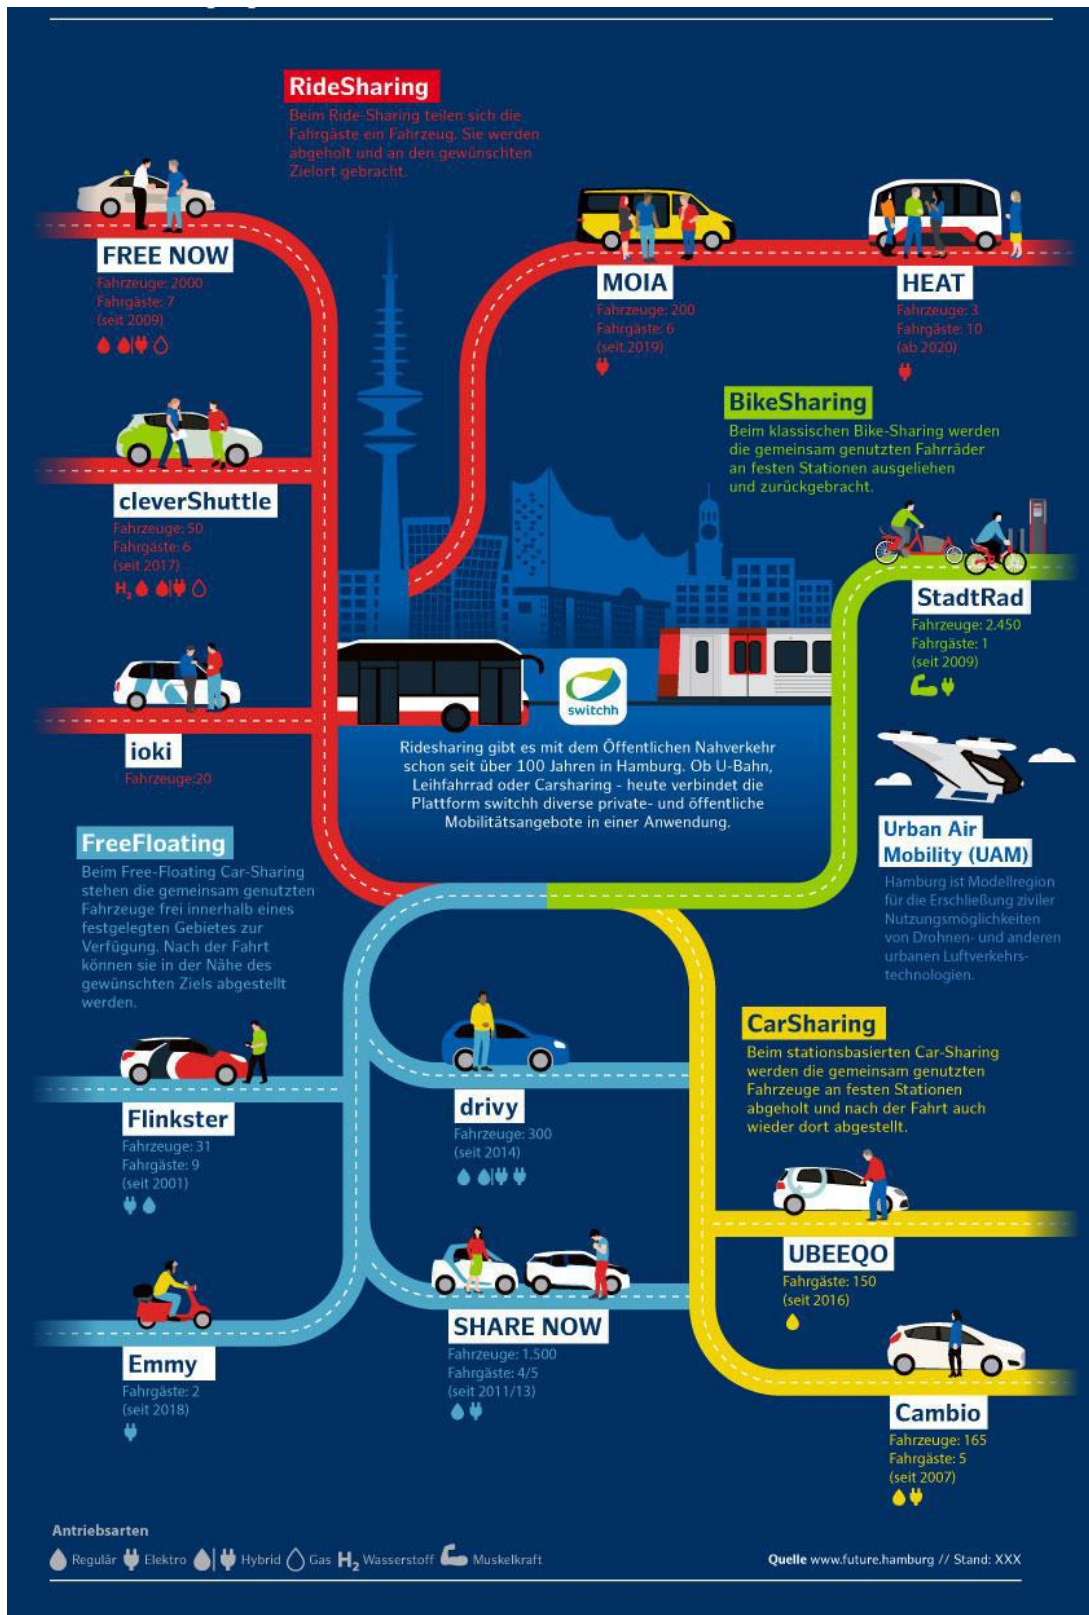 RideSharing
Beim Ride-Sharing teilen sich die
Fahrgäste ein Fahrzeug. Sie werden
abgeholt und an den gewünschten
Zielort gebracht.
FREE NOW
Fahrzeuge: 2000
Fahrgäste: 7
(seit 2009)
MOIA
Fahrzeuge: 200
Fahrgäste: 6
(seit 2019)
HEAT
Fahrzeuge: 3
Fahrgäste: 10
(ab 2020)
BikeSharing
Beim klassischen Bike-Sharing werden
die gemeinsam genutzten Fahrräder
an festen Stationen ausgeliehen
und zurückgebracht.
cleverShuttle
Fahrzeuge: 50
Fahrgäste: 6
(seit 2017)
H2
StadtRad
Fahrzeuge: 2.450
Fahrgäste: 1
(seit 2009)
ioki
Fahrzeuge:20
switchh
Ridesharing gibt es mit dem Öffentlichen Nahverkehr
schon seit über 100 Jahren in Hamburg. Ob U-Bahn,
Leihfahrrad oder Carsharing - heute verbindet die
Plattform switchh diverse private- und öffentliche
Mobilitätsangebote in einer Anwendung.
Urban Air
Mobility (UAM)
Hamburg ist Modellregion
für die Erschließung ziviler
Nutzungsmöglichkeiten
von Drohnen- und anderen
urbanen Luftverkehrs-
technologien.
FreeFloating
Beim Free-Floating Car-Sharing
stehen die gemeinsam genutzten
Fahrzeuge frei innerhalb eines
festgelegten Gebietes zur
Verfügung. Nach der Fahrt
können sie in der Nähe des
gewünschten Ziels abgestellt
werden.
CarSharing
Beim stationsbasierten Car-Sharing
werden die gemeinsam genutzten
Fahrzeuge an festen Stationen
abgeholt und nach der Fahrt auch
wieder dort abgestellt.
Flinkster
Fahrzeuge: 31
Fahrgäste: 9
(seit 2001)
drivy
Fahrzeuge: 300
(seit 2014)
UBEEQO
Fahrgäste: 150
(seit 2016)
Emmy
Fahrgäste: 2
(seit 2018)
SHARE NOW
Fahrzeuge: 1.500
Fahrgäste: 4/5
(seit 2011/13)
Cambio
Fahrzeuge: 165
Fahrgäste: 5
(seit 2007)
Antriebsarten
Regulär Elektro Hybrid Gas H2 Wasserstoff Muskelkraft
Quelle www.future.hamburg // Stand: XXX